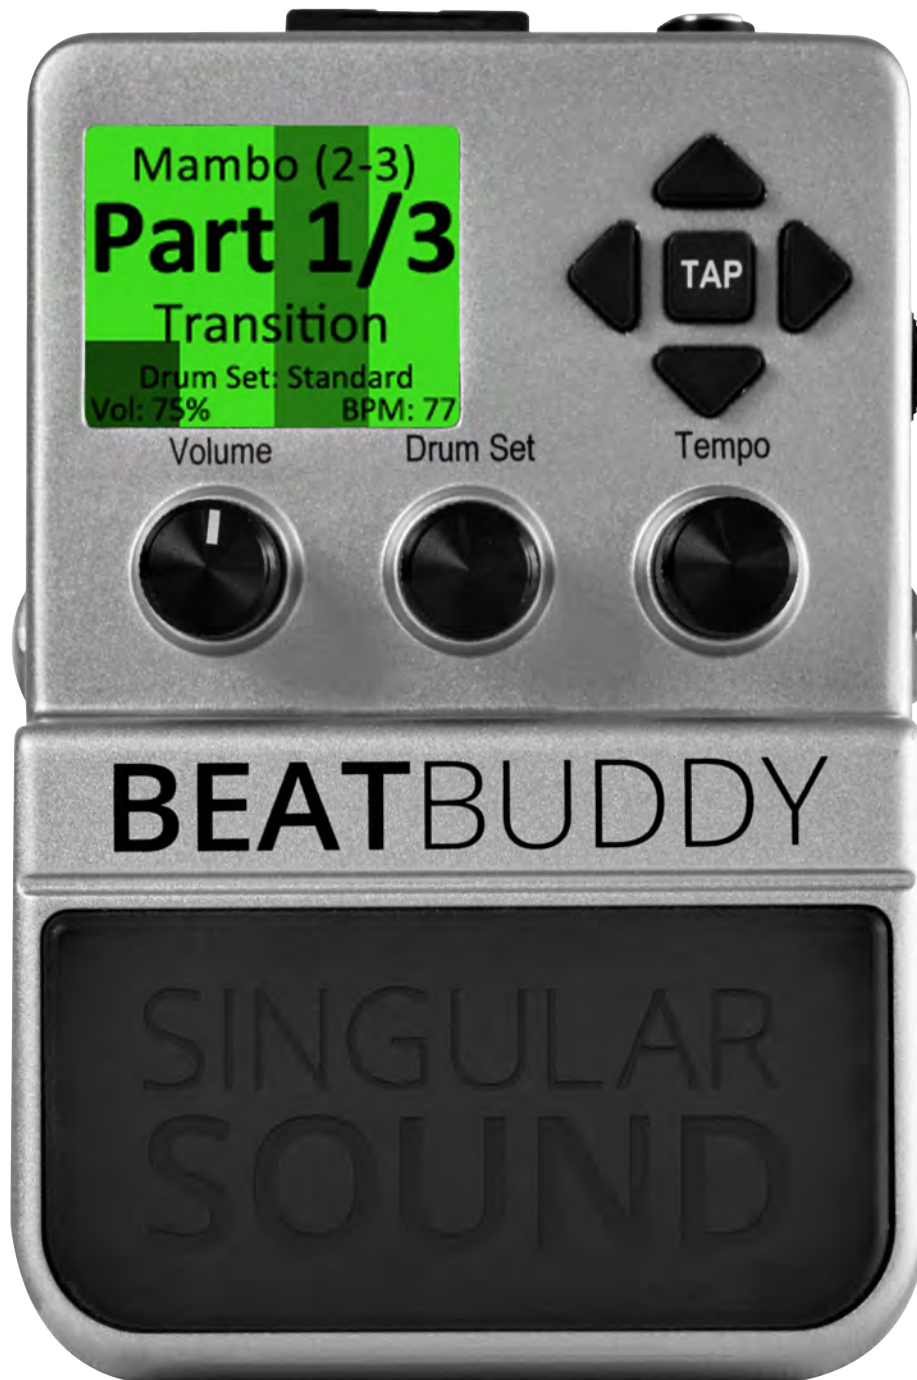 Mambo (2-3)
Part 1/3
Transition
Drum Set: Standard
Vol: 75% BPM: 77
TAP
Volume Drum Set Tempo
BEATBUDDY
SINGULAR
SOUND